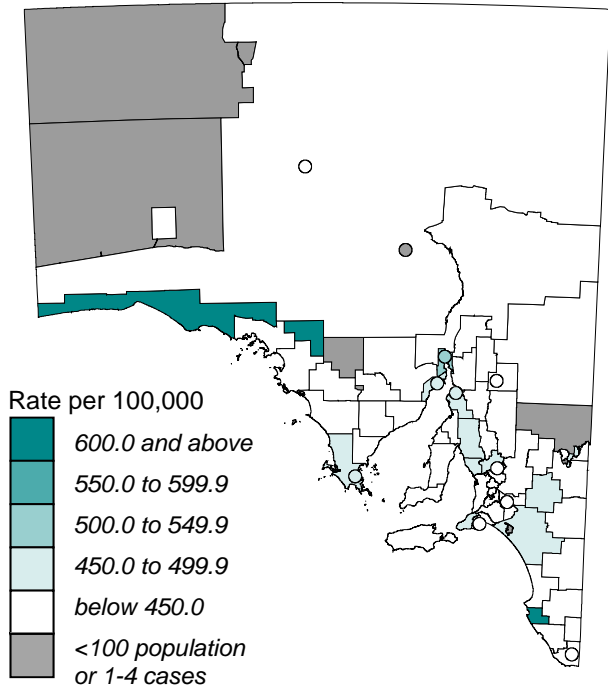 Rate per 100,000
600.0 and above
550.0 to 599.9
500.0 to 549.9
450.0 to 499.9
below 450.0
<100 population
or 1-4 cases